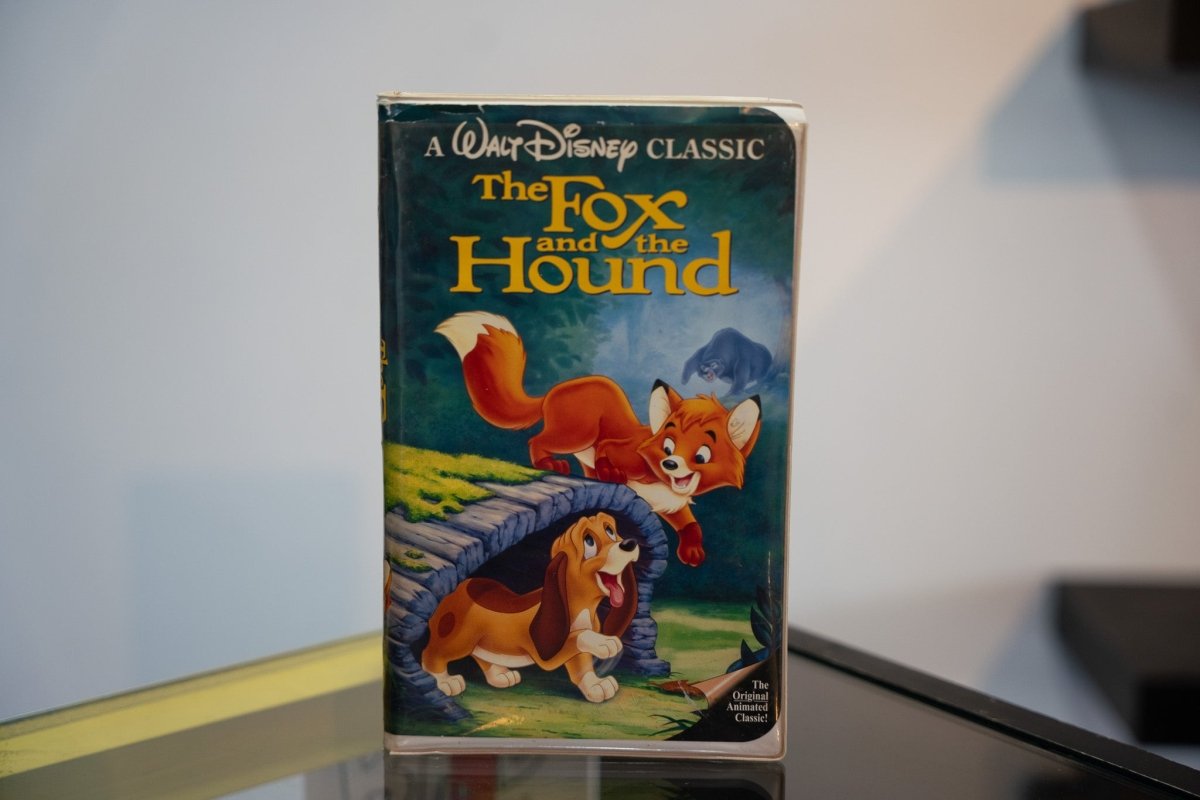 A WALT DISNEY CLASSIC
The Fox
and the
Hound
The
Original
Animated
Classic!